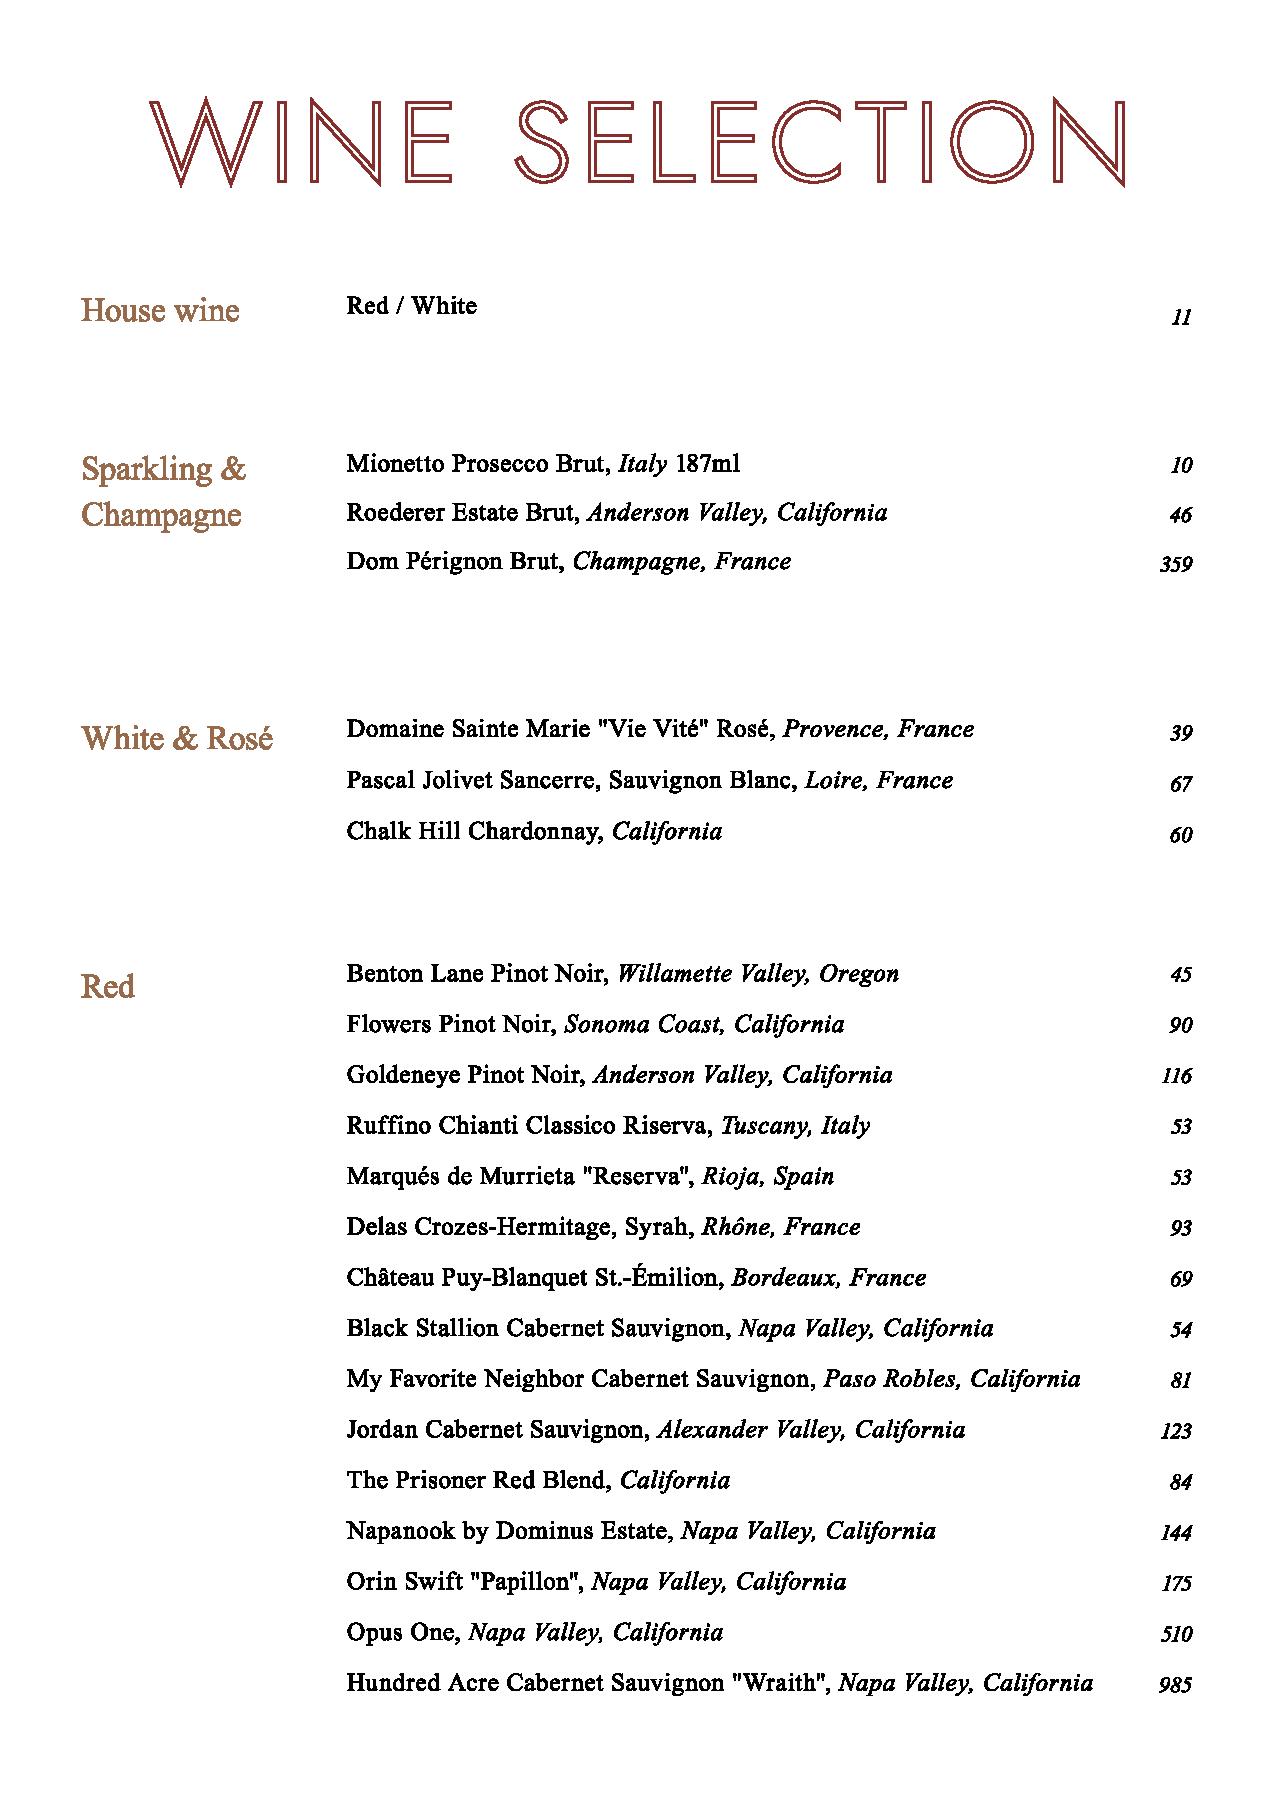 WINE SELECTION
House wine
Red / White 11
Sparkling &
Champagne
Mionetto Prosecco Brut, Italy 187ml 10
Roederer Estate Brut, Anderson Valley, California 46
Dom Pérignon Brut, Champagne, France 359
White & Rosé
Domaine Sainte Marie "Vie Vité" Rosé, Provence, France 39
Pascal Jolivet Sancerre, Sauvignon Blanc, Loire, France 67
Chalk Hill Chardonnay, California 60
Red
Benton Lane Pinot Noir, Willamette Valley, Oregon 45
Flowers Pinot Noir, Sonoma Coast, California 90
Goldeneye Pinot Noir, Anderson Valley, California 116
Ruffino Chianti Classico Riserva, Tuscany, Italy 53
Marqués de Murrieta "Reserva", Rioja, Spain 53
Delas Crozes-Hermitage, Syrah, Rhône, France 93
Château Puy-Blanquet St.-Émilion, Bordeaux, France 69
Black Stallion Cabernet Sauvignon, Napa Valley, California 54
My Favorite Neighbor Cabernet Sauvignon, Paso Robles, California 81
Jordan Cabernet Sauvignon, Alexander Valley, California 123
The Prisoner Red Blend, California 84
Napanook by Dominus Estate, Napa Valley, California 144
Orin Swift "Papillon", Napa Valley, California 175
Opus One, Napa Valley, California 510
Hundred Acre Cabernet Sauvignon "Wraith", Napa Valley, California 985